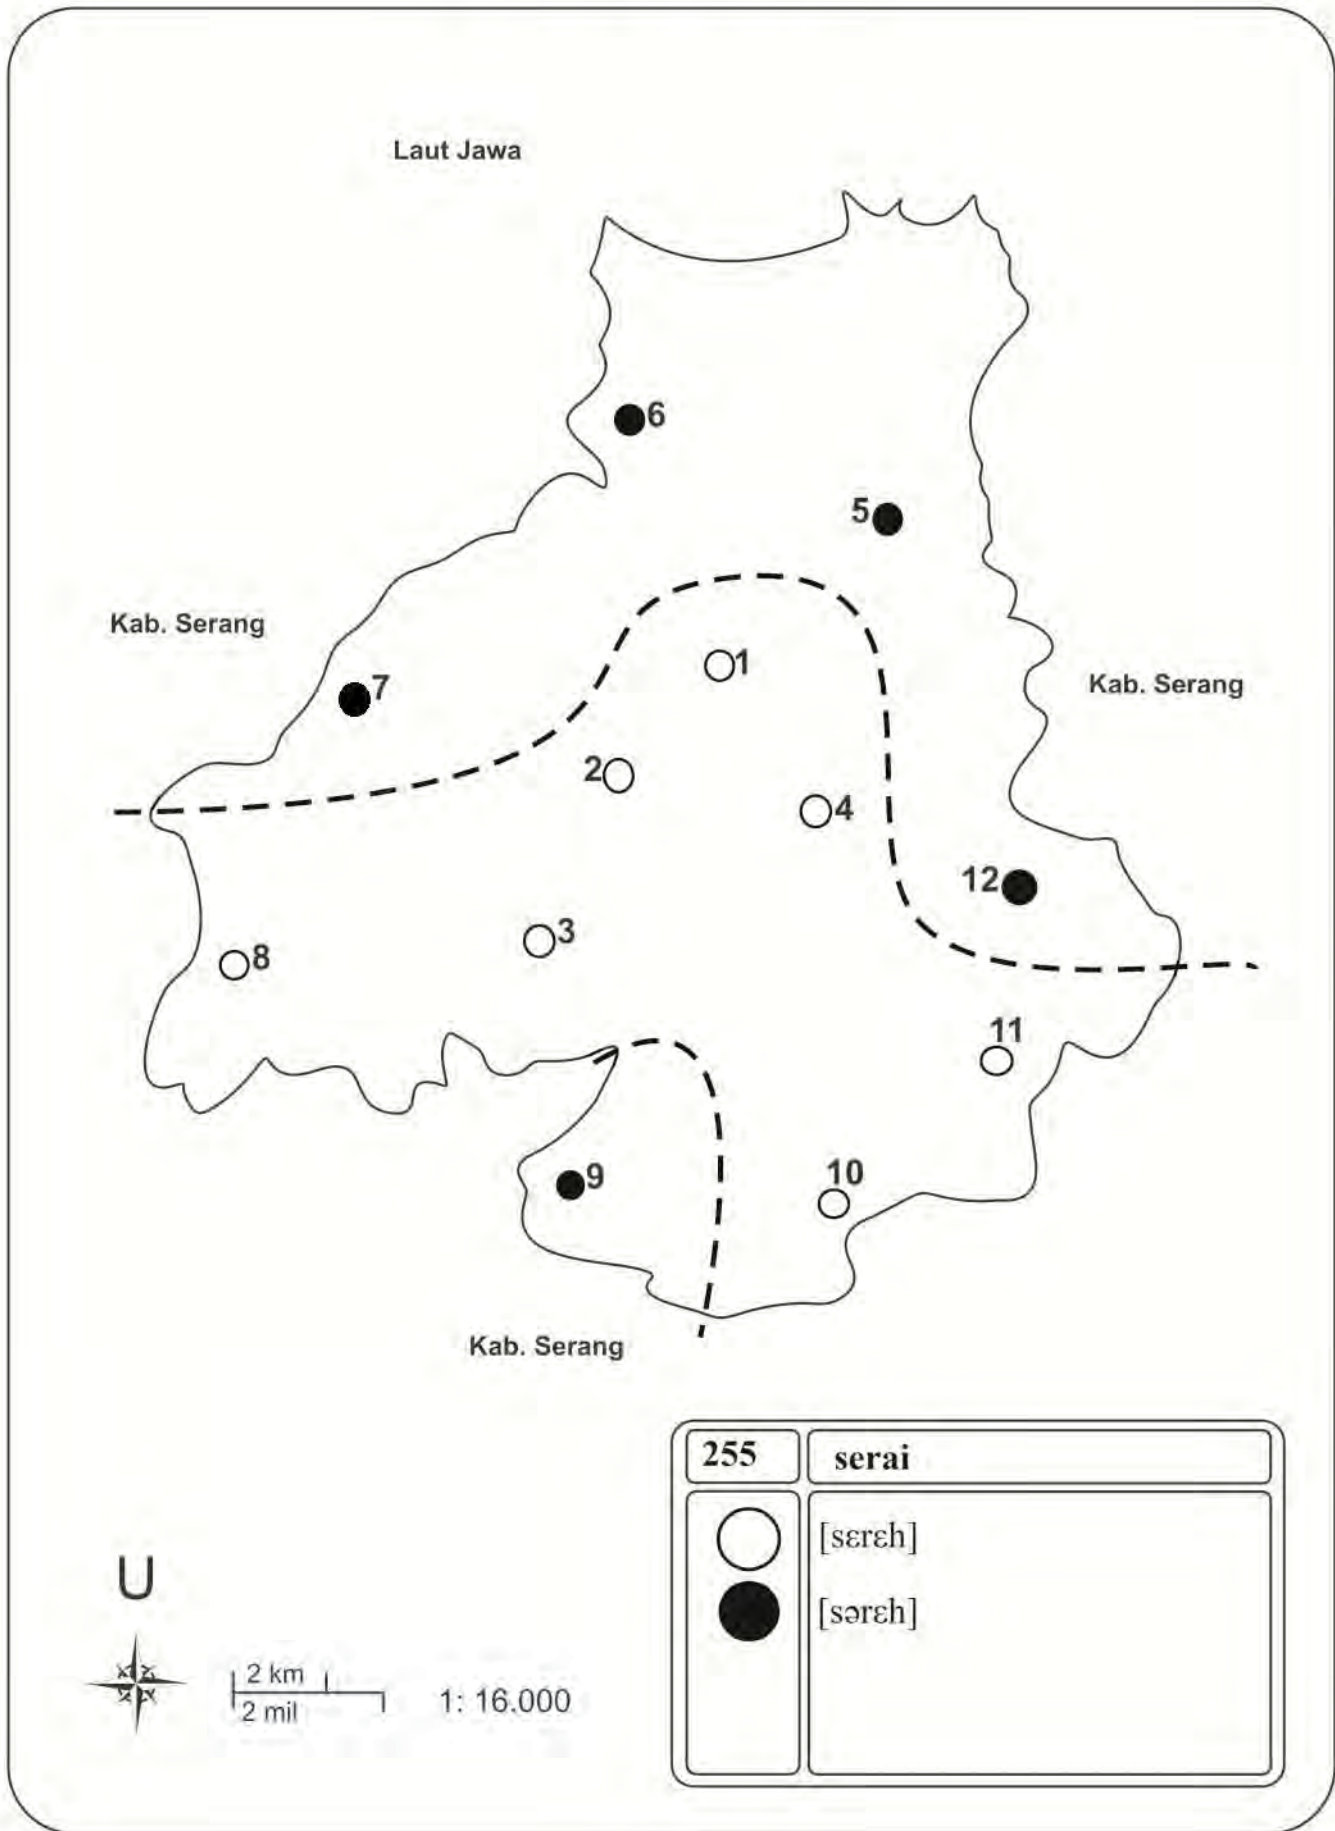 Laut Jawa
6
5
Kab. Serang
1
7
Kab. Serang
2
4
12
3
8
11
9
10
Kab. Serang
255 serai
[sɛrɛh]
[sərɛh]
U
2 km
2 mil
1: 16.000